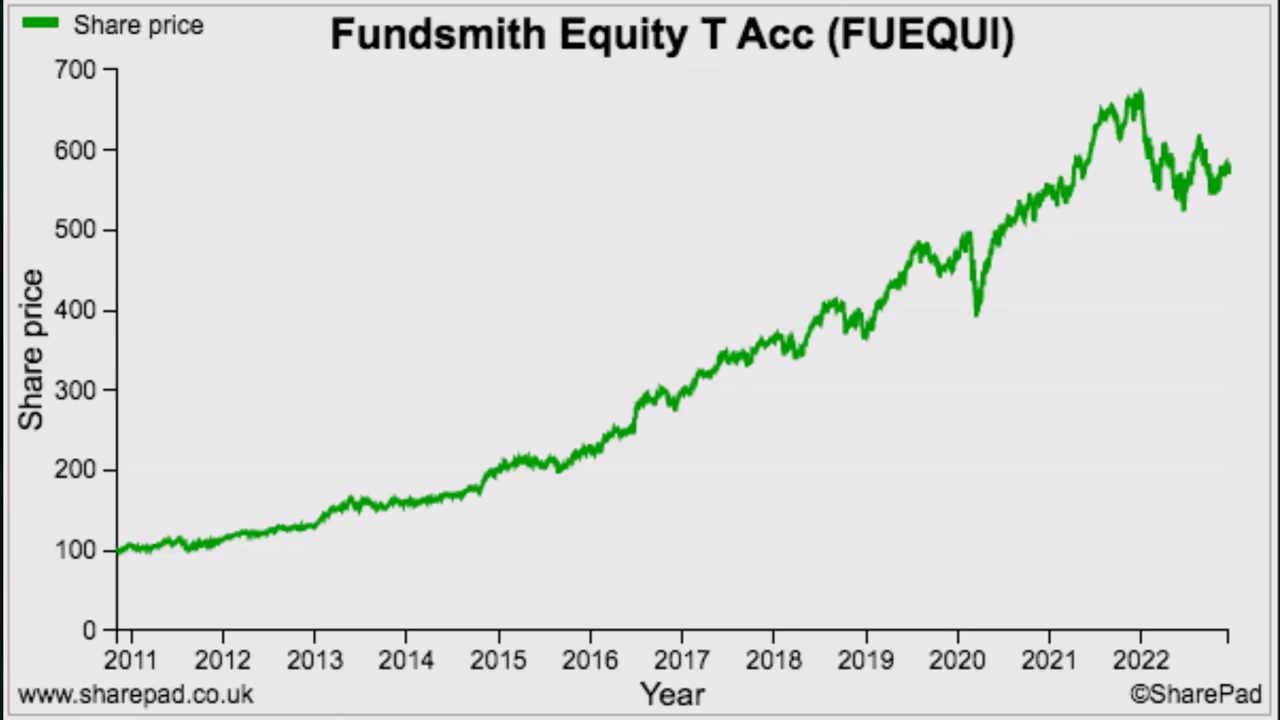 Share price
Fundsmith Equity T Acc (FUEQUI)
700
600
500
400
300
200
100
0
Share price
2011 2012 2013 2014 2015 2016 2017 2018 2019 2020 2021 2022
www.sharepad.co.uk Year ©SharePad